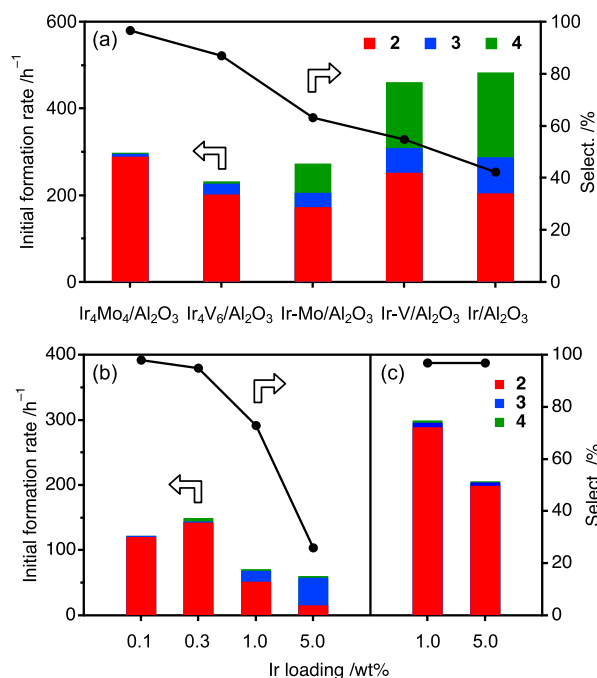 (a)
2 3 4
Initial formation rate /h⁻¹
600
400
200
0
Select. /%
100
80
60
40
20
0
Ir₄Mo₄/Al₂O₃ Ir₄V₆/Al₂O₃ Ir-Mo/Al₂O₃ Ir-V/Al₂O₃ Ir/Al₂O₃
(b)
Initial formation rate /h⁻¹
400
300
200
100
0
0.1 0.3 1.0 5.0
(c)
2
3
4
Select. /%
100
80
60
40
20
0
1.0 5.0
Ir loading /wt%